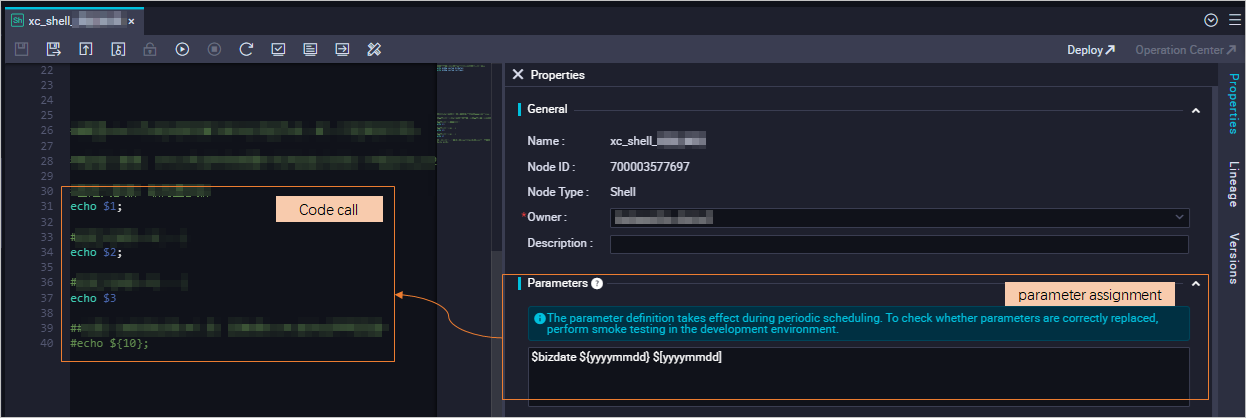 Sh xc_shell_
Deploy
Operation Center
22
23
24
25
26
27
28
29
30
31 echo $1;
32
33 #
34 echo $2;
35
36 #
37 echo $3
38
39 ##
40 #echo ${10};
Code call
Properties
General
Name :
xc_shell_
Node ID :
700003577697
Node Type :
Shell
*Owner :
Description :
Parameters ?
parameter assignment
The parameter definition takes effect during periodic scheduling. To check whether parameters are correctly replaced,
perform smoke testing in the development environment.
$bizdate ${yyyymmdd} $[yyyymmdd]
Properties
Lineage
Versions